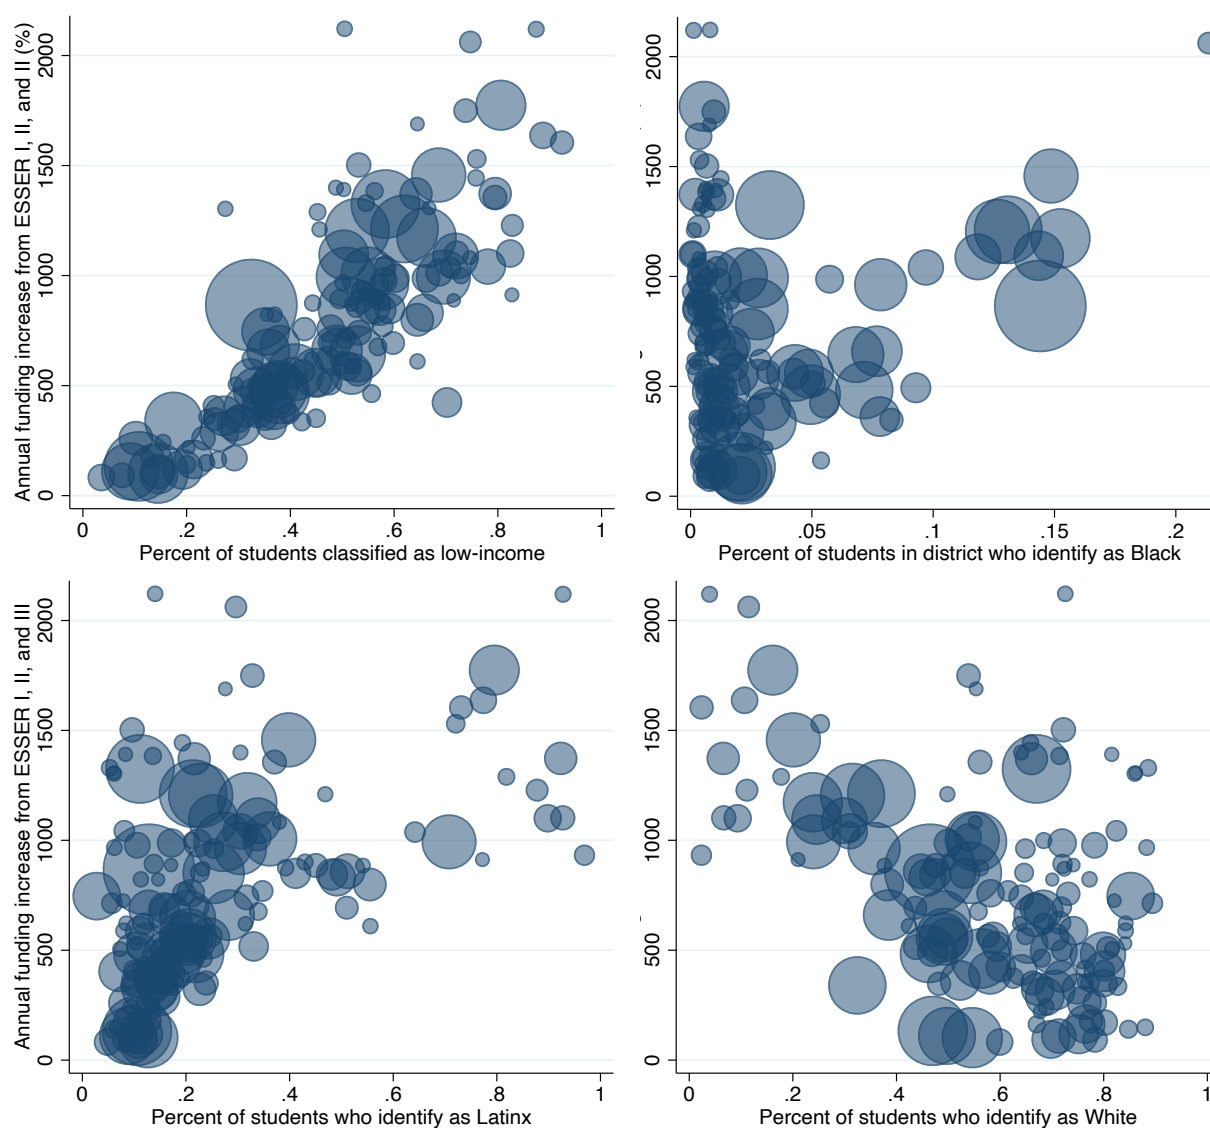 Annual funding increase from ESSER I, II, and II (%)
2000
1500
1000
500
0
0 .2 .4 .6 .8 1
Percent of students classified as low-income
2000
1500
1000
500
0
0 .05 .1 .15 .2
Percent of students in district who identify as Black
Annual funding increase from ESSER I, II, and III
2000
1500
1000
500
0
0 .2 .4 .6 .8 1
Percent of students who identify as Latinx
2000
1500
1000
500
0
0 .2 .4 .6 .8 1
Percent of students who identify as White